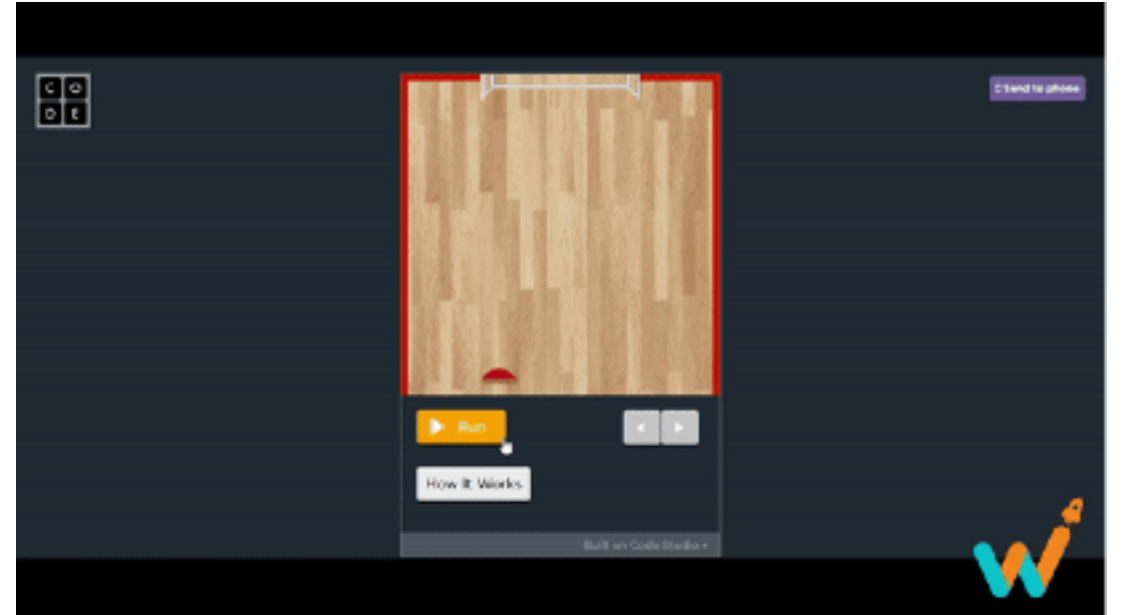 C O
D E
Send to phone
Run
How It Works
Built on Code Studio